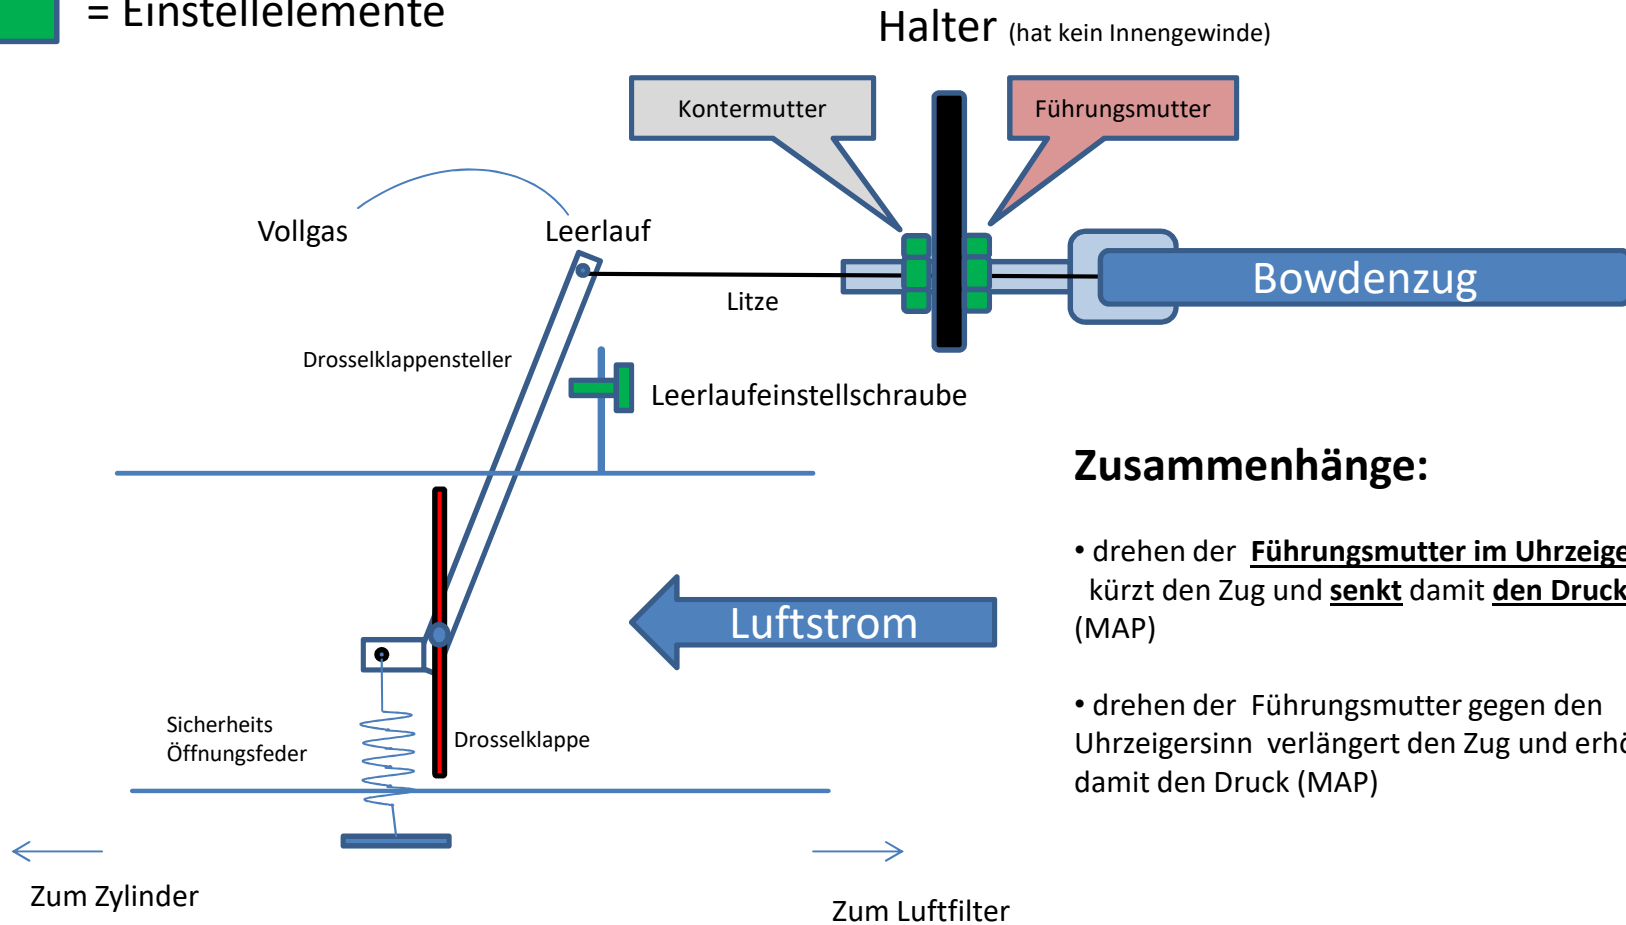 = Einstellelemente
Halter (hat kein Innengewinde)
Kontermutter
Führungsmutter
Vollgas
Leerlauf
Bowdenzug
Litze
Drosselklappensteller
Leerlaufeinstellschraube
Zusammenhänge:
• drehen der Führungsmutter im
kürzt den Zug und senkt damit den Druck
(MAP)
Luftstrom
• drehen der Führungsmutter gegen den
Uhrzeigersinn verlängert den Zug und
damit den Druck (MAP)
Sicherheits
Öffnungsfeder
Drosselklappe
Zum Zylinder
Zum Luftfilter